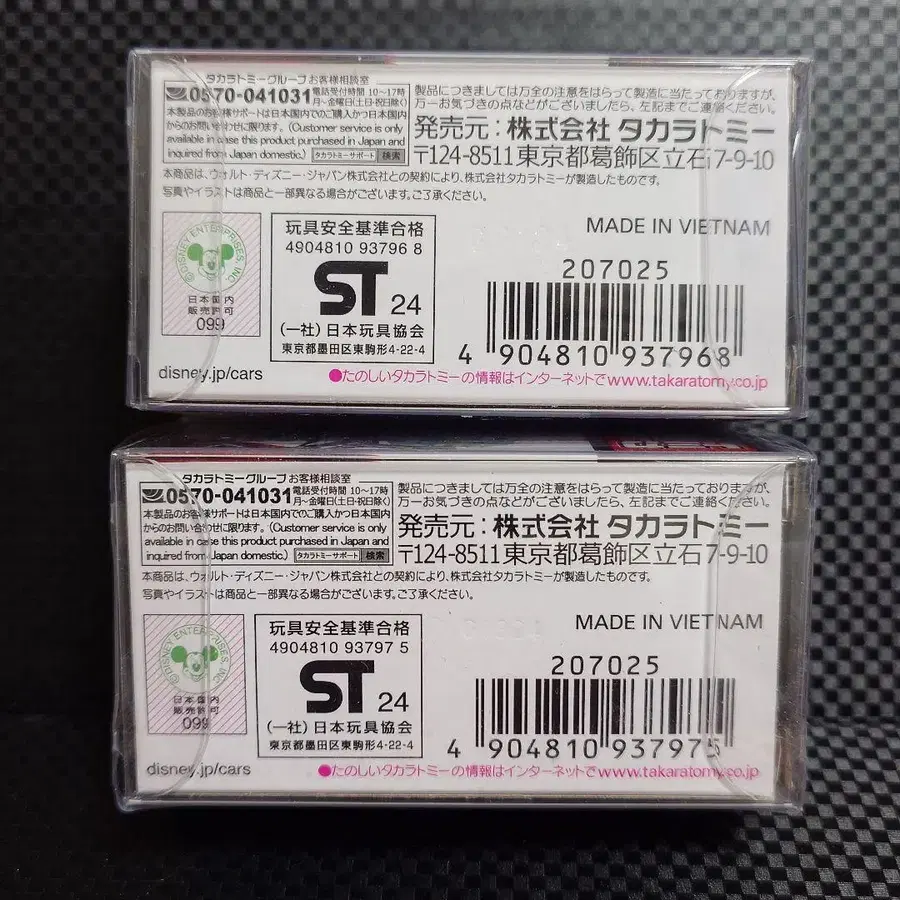 タカラトミーグループお客様相談室
0570-041031 電話受付時間 10〜17時 月〜金曜日(土・日・祝日除く)
本製品のお客様サポートは日本国内でのご購入かつ日本国内
からのお問い合わせに限ります。(Customer service is only
available in case this product purchased in Japan and
inquired from Japan domestic.) タカラトミーサポート 検索
製品につきましては万全の注意をはらって製造に当たっておりますが、
万一お気づきの点などがございましたら、左記までご連絡ください。
発売元:株式会社 タカラトミー
〒124-8511東京都葛飾区立石7-9-10
本商品は、ウォルト・ディズニー・ジャパン株式会社との契約により、株式会社タカラトミーが製造したものです。
写真やイラストは商品と一部異なる場合がございます。ご了承ください。
MADE IN VIETNAM
©DISNEY ENTERPRISES, INC.
日本国内
販売許可
099
玩具安全基準合格
4904810 93796 8
ST 24
(一社)日本玩具協会
東京都墨田区東駒形4-22-4
207025
4 904810 937968
disney.jp/cars
●たのしいタカラトミーの情報はインターネットでwww.takaratomy.co.jp
タカラトミーグループお客様相談室
0570-041031 電話受付時間 10〜17時 月〜金曜日(土・日・祝日除く)
本製品のお客様サポートは日本国内でのご購入かつ日本国内
からのお問い合わせに限ります。(Customer service is only
available in case this product purchased in Japan and
inquired from Japan domestic.) タカラトミーサポート 検索
製品につきましては万全の注意をはらって製造に当たっておりますが、
万一お気づきの点などがございましたら、左記までご連絡ください。
発売元:株式会社 タカラトミー
〒124-8511東京都葛飾区立石7-9-10
本商品は、ウォルト・ディズニー・ジャパン株式会社との契約により、株式会社タカラトミーが製造したものです。
写真やイラストは商品と一部異なる場合がございます。ご了承ください。
MADE IN VIETNAM
©DISNEY ENTERPRISES, INC.
日本国内
販売許可
099
玩具安全基準合格
4904810 93797 5
ST 24
(一社)日本玩具協会
東京都墨田区東駒形4-22-4
207025
4 904810 937975
disney.jp/cars
●たのしいタカラトミーの情報はインターネットでwww.takaratomy.co.jp